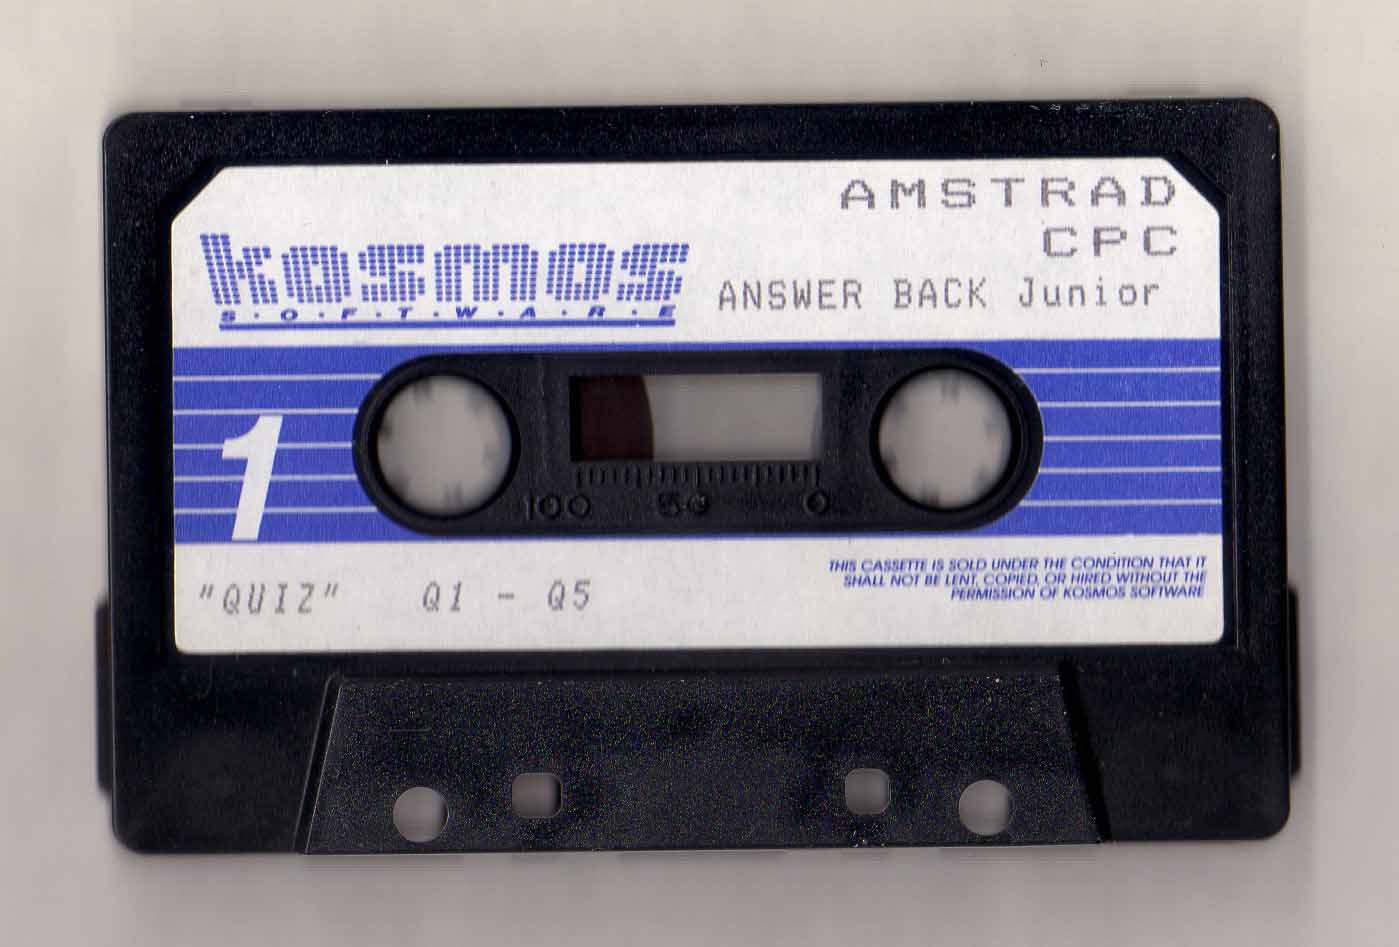 AMSTRAD
CPC
kosmos
S·O·F·T·W·A·R·E
ANSWER BACK Junior
1
100 50 0
"QUIZ" Q1 - Q5
THIS CASSETTE IS SOLD UNDER THE CONDITION THAT IT
SHALL NOT BE LENT, COPIED, OR HIRED WITHOUT THE
PERMISSION OF KOSMOS SOFTWARE